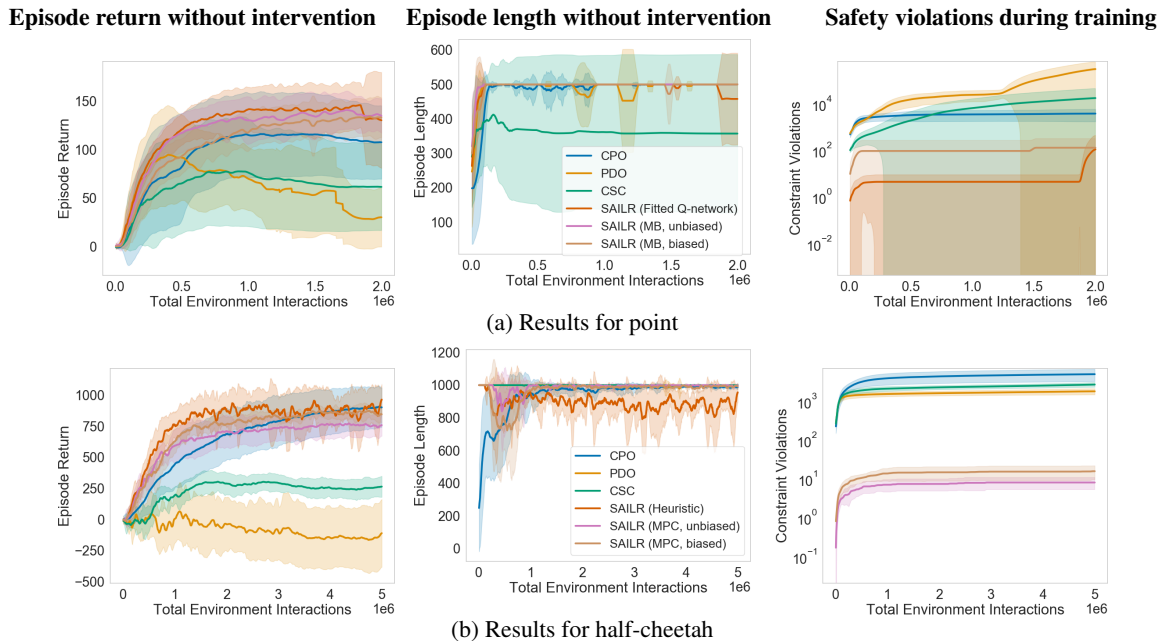 Episode return without intervention
Episode length without intervention
Safety violations during training
150
100
50
0
Episode Return
0.0
0.5
1.0
1.5
2.0
1e6
Total Environment Interactions
600
500
400
300
200
100
0
Episode Length
CPO
PDO
CSC
SAILR (Fitted Q-network)
SAILR (MB, unbiased)
SAILR (MB, biased)
0.0
0.5
1.0
1.5
2.0
1e6
Total Environment Interactions
10^4
10^2
10^0
10^−2
Constraint Violations
0.0
0.5
1.0
1.5
2.0
1e6
Total Environment Interactions
(a) Results for point
1000
750
500
250
0
−250
−500
Episode Return
0
1
2
3
4
5
1e6
Total Environment Interactions
1200
1000
800
600
400
200
0
Episode Length
CPO
PDO
CSC
SAILR (Heuristic)
SAILR (MPC, unbiased)
SAILR (MPC, biased)
0
1
2
3
4
5
1e6
Total Environment Interactions
10^3
10^2
10^1
10^0
10^−1
Constraint Violations
0
1
2
3
4
5
1e6
Total Environment Interactions
(b) Results for half-cheetah